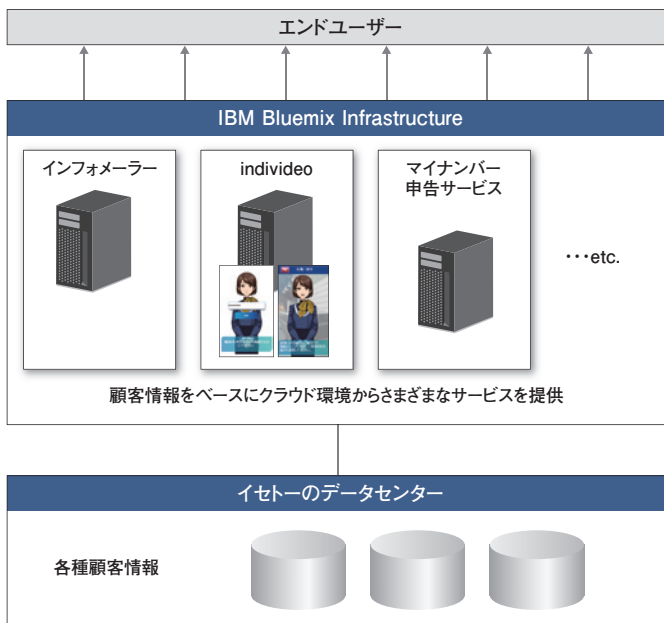 エンドユーザー
IBM Bluemix Infrastructure
インフォメーラー
individeo
マイナンバー
申告サービス
・・・etc.
顧客情報をベースにクラウド環境からさまざまなサービスを提供
イセトーのデータセンター
各種顧客情報